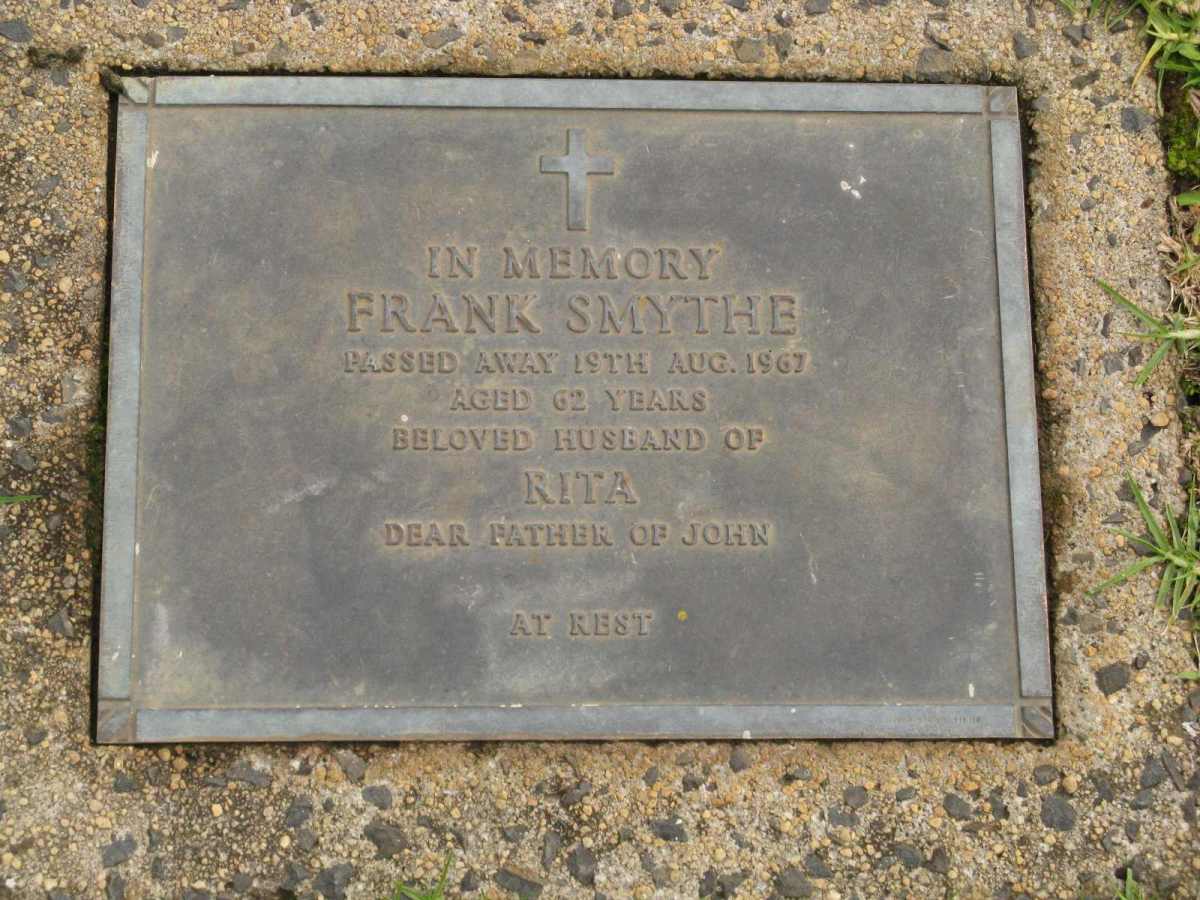 IN MEMORY
FRANK SMYTHE
PASSED AWAY 19TH AUG. 1967
AGED 62 YEARS
BELOVED HUSBAND OF
RITA
DEAR FATHER OF JOHN
AT REST